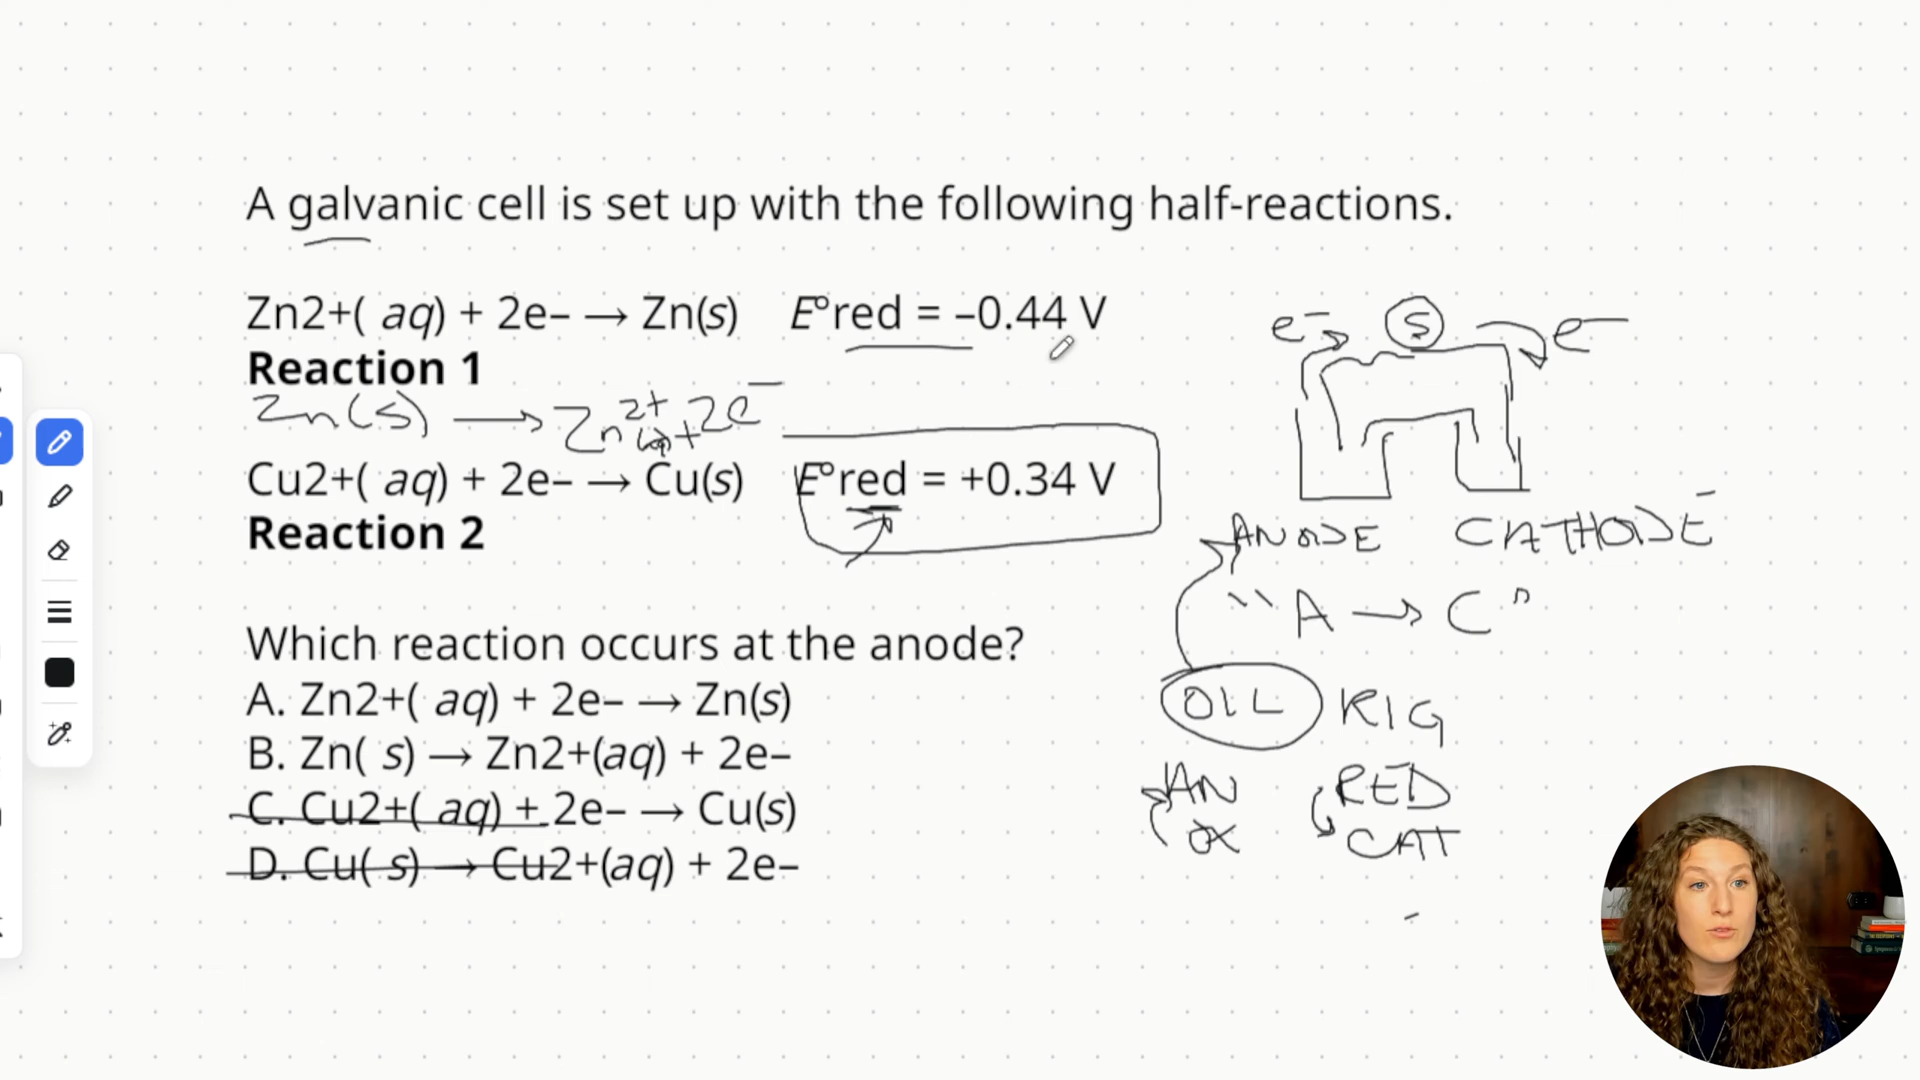 A galvanic cell is set up with the following half-reactions.
Zn2+( aq) + 2e– → Zn(s) E°red = –0.44 V
Reaction 1
Zn(s) → Zn2+(aq) + 2e–
Cu2+( aq) + 2e– → Cu(s) E°red = +0.34 V
Reaction 2
Which reaction occurs at the anode?
A. Zn2+( aq) + 2e– → Zn(s)
B. Zn( s) → Zn2+(aq) + 2e–
C. Cu2+( aq) + 2e– → Cu(s)
D. Cu( s) → Cu2+(aq) + 2e–
e– S e–
ANODE CATHODE
"A → C"
OIL RIG
AN RED
OX CAT